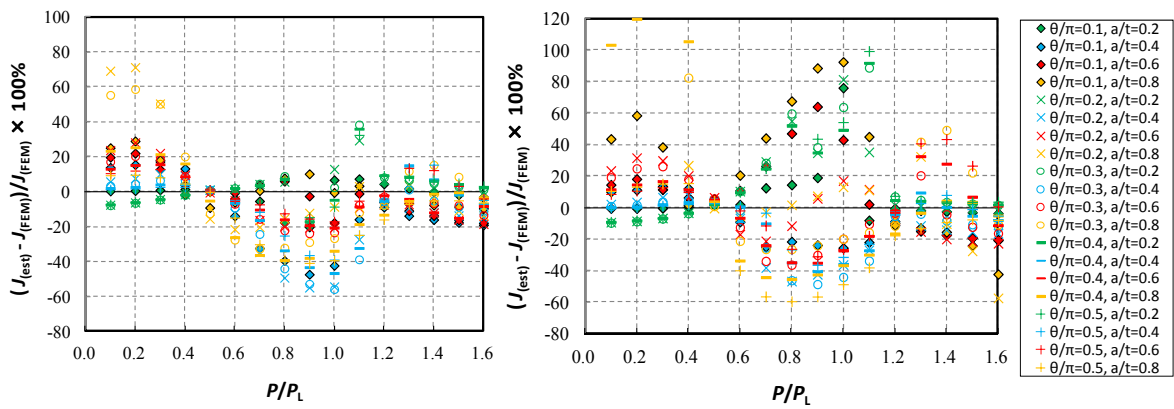 (J(est) - J(FEM))/J(FEM) × 100%
100
80
60
40
20
0
-20
-40
-60
-80
0.0 0.2 0.4 0.6 0.8 1.0 1.2 1.4 1.6
P/PL
(J(est) - J(FEM))/J(FEM) × 100%
120
100
80
60
40
20
0
-20
-40
-60
-80
0.0 0.2 0.4 0.6 0.8 1.0 1.2 1.4 1.6
P/PL
θ/π=0.1, a/t=0.2
θ/π=0.1, a/t=0.4
θ/π=0.1, a/t=0.6
θ/π=0.1, a/t=0.8
θ/π=0.2, a/t=0.2
θ/π=0.2, a/t=0.4
θ/π=0.2, a/t=0.6
θ/π=0.2, a/t=0.8
θ/π=0.3, a/t=0.2
θ/π=0.3, a/t=0.4
θ/π=0.3, a/t=0.6
θ/π=0.3, a/t=0.8
θ/π=0.4, a/t=0.2
θ/π=0.4, a/t=0.4
θ/π=0.4, a/t=0.6
θ/π=0.4, a/t=0.8
θ/π=0.5, a/t=0.2
θ/π=0.5, a/t=0.4
θ/π=0.5, a/t=0.6
θ/π=0.5, a/t=0.8